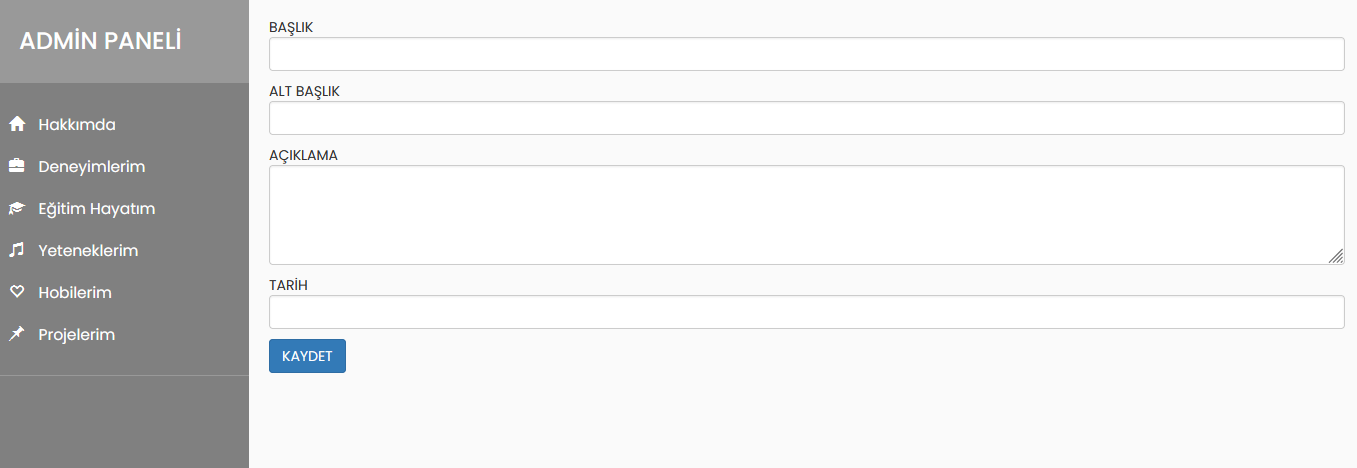 ADMİN PANELİ
Hakkımda
Deneyimlerim
Eğitim Hayatım
Yeteneklerim
Hobilerim
Projelerim
BAŞLIK
ALT BAŞLIK
AÇIKLAMA
TARİH
KAYDET